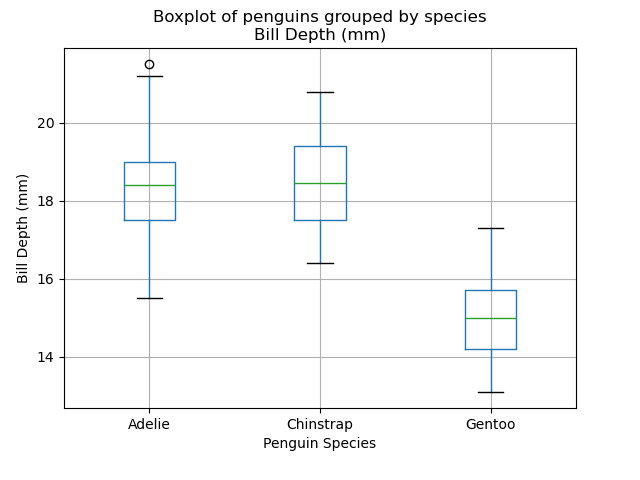 Boxplot of penguins grouped by species
Bill Depth (mm)
Bill Depth (mm)
20
18
16
14
Adelie
Chinstrap
Gentoo
Penguin Species